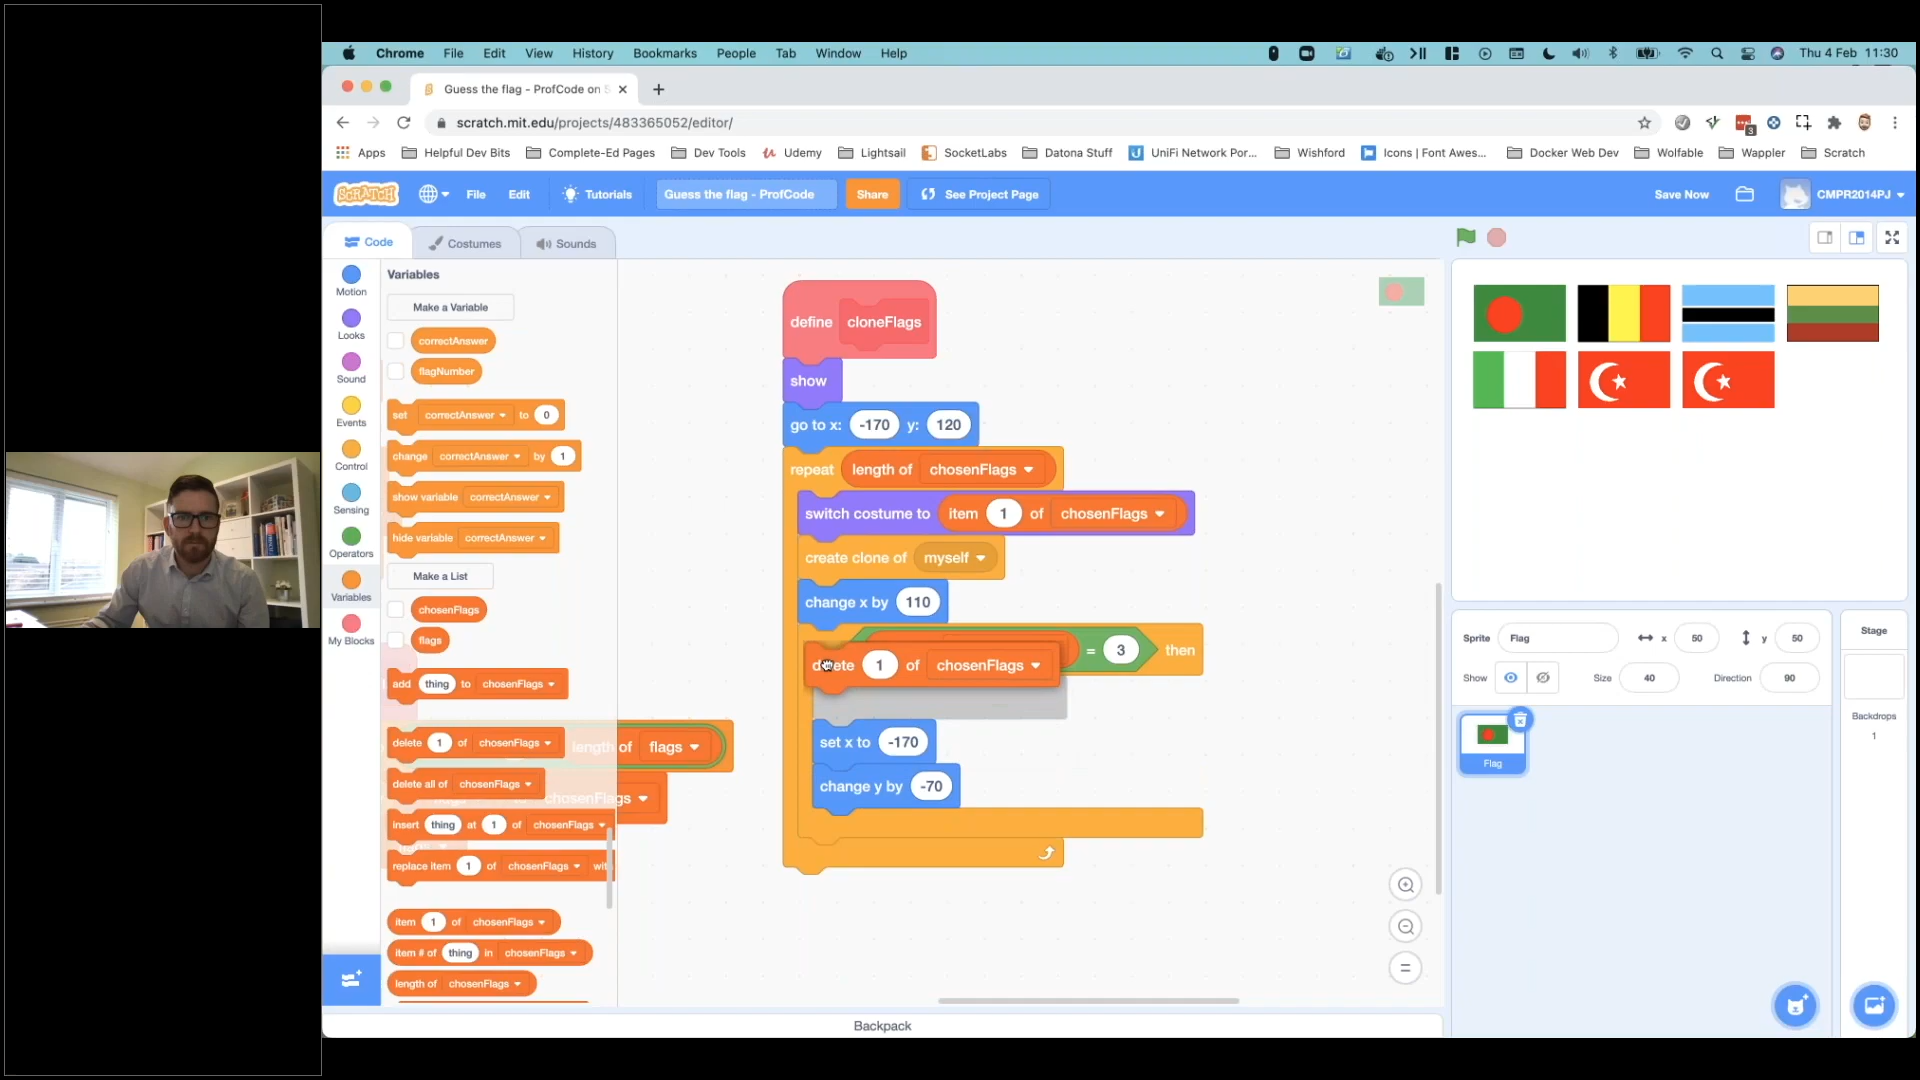 Chrome File Edit View History Bookmarks People Tab Window Help Thu 4 Feb 11:30
Guess the flag - ProfCode on S
scratch.mit.edu/projects/483365052/editor/
3
Apps Helpful Dev Bits Complete-Ed Pages Dev Tools Udemy Lightsail SocketLabs Datona Stuff UniFi Network Por... Wishford Icons | Font Awes... Docker Web Dev Wolfable Wappler Scratch
SCRATCH File Edit Tutorials Guess the flag - ProfCode Share See Project Page Save Now CMPR2014PJ
Code Costumes Sounds
Motion
Looks
Sound
Events
Control
Sensing
Operators
Variables
My Blocks
Variables
Make a Variable
correctAnswer
flagNumber
set correctAnswer to 0
change correctAnswer by 1
show variable correctAnswer
hide variable correctAnswer
Make a List
chosenFlags
flags
add thing to chosenFlags
delete 1 of chosenFlags
delete all of chosenFlags
insert thing at 1 of chosenFlags
replace item 1 of chosenFlags with
item 1 of chosenFlags
item # of thing in chosenFlags
length of chosenFlags
length of flags
chosenFlags
define cloneFlags
show
go to x: -170 y: 120
repeat length of chosenFlags
switch costume to item 1 of chosenFlags
create clone of myself
change x by 110
= 3 then
delete 1 of chosenFlags
set x to -170
change y by -70
Sprite Flag x 50 y 50
Show Size 40 Direction 90
Flag
Stage
Backdrops
1
Backpack